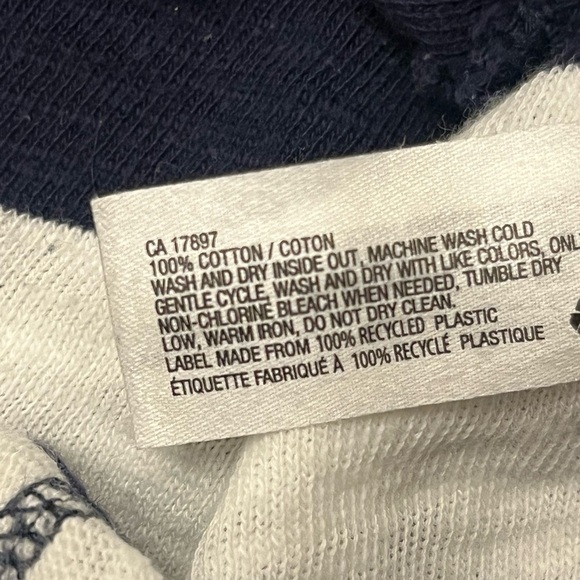 CA 17897
100% COTTON / COTON
WASH AND DRY INSIDE OUT, MACHINE WASH COLD
GENTLE CYCLE, WASH AND DRY WITH LIKE COLORS, ONLY
NON-CHLORINE BLEACH WHEN NEEDED, TUMBLE DRY
LOW, WARM IRON, DO NOT DRY CLEAN.
LABEL MADE FROM 100% RECYCLED PLASTIC
ÉTIQUETTE FABRIQUÉ À 100% RECYCLÉ PLASTIQUE